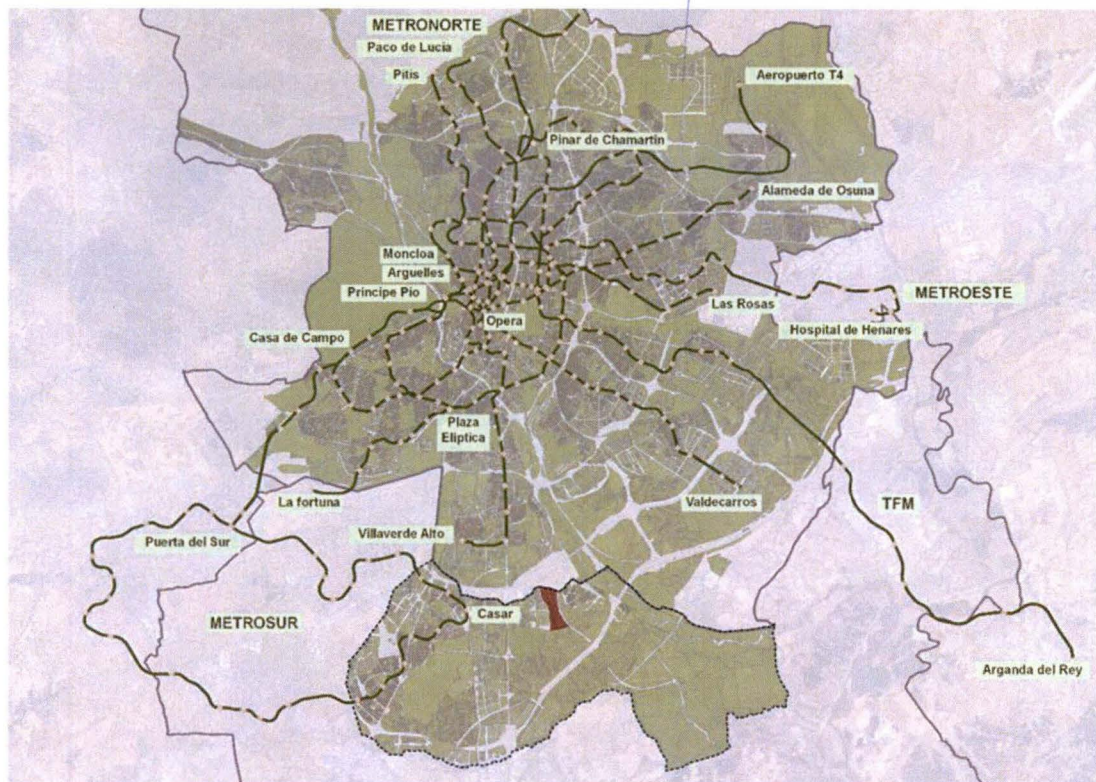 METRONORTE
Paco de Lucia
Pitis
Aeropuerto T4
Pinar de Chamartin
Alameda de Osuna
Moncloa
Arguelles
Principe Pio
METROESTE
Las Rosas
Opera
Hospital de Henares
Casa de Campo
Plaza
Eliptica
La fortuna
Valdecarros
TFM
Villaverde Alto
Puerta del Sur
Casar
METROSUR
Arganda del Rey